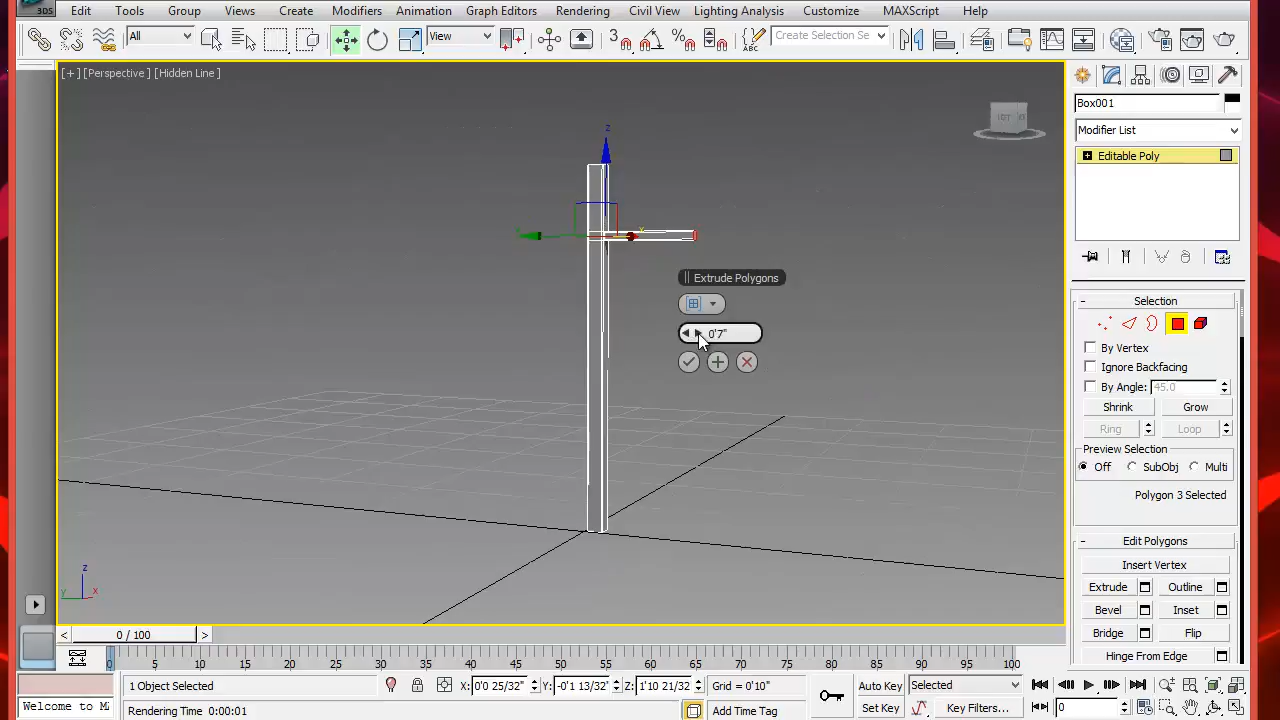 3DS
Edit Tools Group Views Create Modifiers Animation Graph Editors Rendering Civil View Lighting Analysis Customize MAXScript Help
All
View
3
%
ABC
Create Selection Se
[+] [Perspective] [Hidden Line]
Box001
Modifier List
Editable Poly
z
Extrude Polygons
0'7"
Selection
By Vertex
Ignore Backfacing
By Angle: 45.0
Shrink Grow
Ring Loop
Preview Selection
Off SubObj Multi
Polygon 3 Selected
Edit Polygons
Insert Vertex
Extrude Outline
Bevel Inset
Bridge Flip
Hinge From Edge
z
y x
< 0 / 100 >
0 5 10 15 20 25 30 35 40 45 50 55 60 65 70 75 80 85 90 95 100
1 Object Selected X: 0'0 25/32" Y: -0'1 13/32" Z: 1'10 21/32" Grid = 0'10" Auto Key Selected
Welcome to MA Rendering Time 0:00:01 Add Time Tag Set Key Key Filters... 0